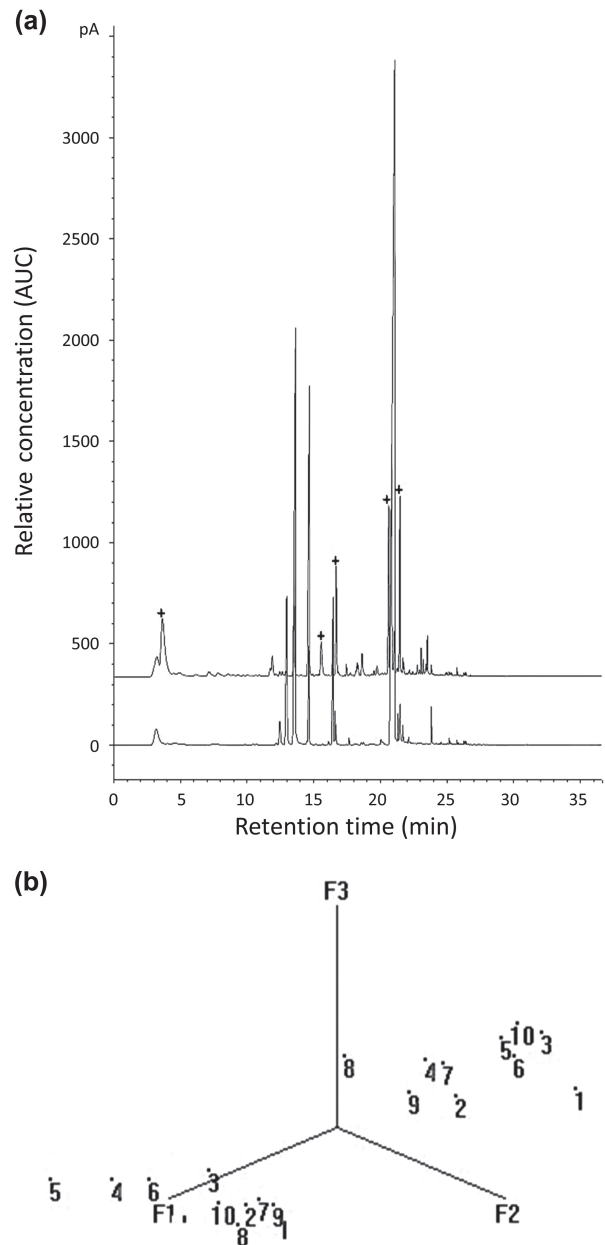 (a)
pA
3000
2500
2000
1500
1000
500
0
Relative concentration (AUC)
+ + + + +
0 5 10 15 20 25 30 35
Retention time (min)
(b)
F3
8 4 7 5 10 3 6
9 2 1
5 4 6 3
F1 10 2 7 9 F2
8 1